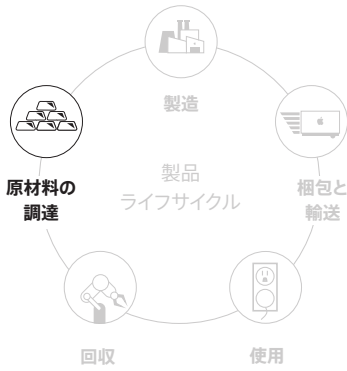 製造
原材料の
調達
製品
ライフサイクル
梱包と
輸送
回収
使用